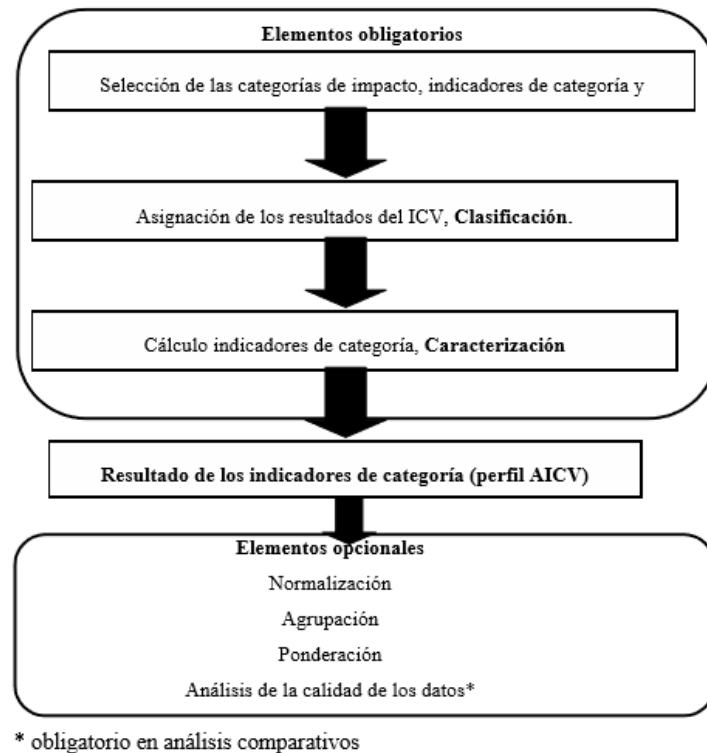 Elementos obligatorios
Selección de las categorías de impacto, indicadores de categoría y
Asignación de los resultados del ICV, Clasificación.
Cálculo indicadores de categoría, Caracterización
Resultado de los indicadores de categoría (perfil AICV)
Elementos opcionales
Normalización
Agrupación
Ponderación
Análisis de la calidad de los datos*
* obligatorio en análisis comparativos